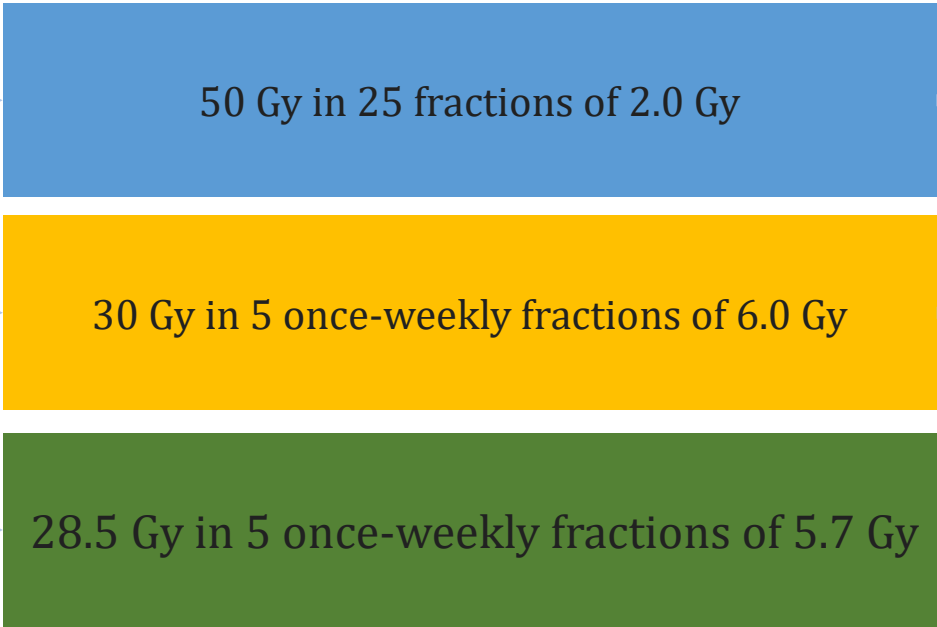 50 Gy in 25 fractions of 2.0 Gy
30 Gy in 5 once-weekly fractions of 6.0 Gy
28.5 Gy in 5 once-weekly fractions of 5.7 Gy